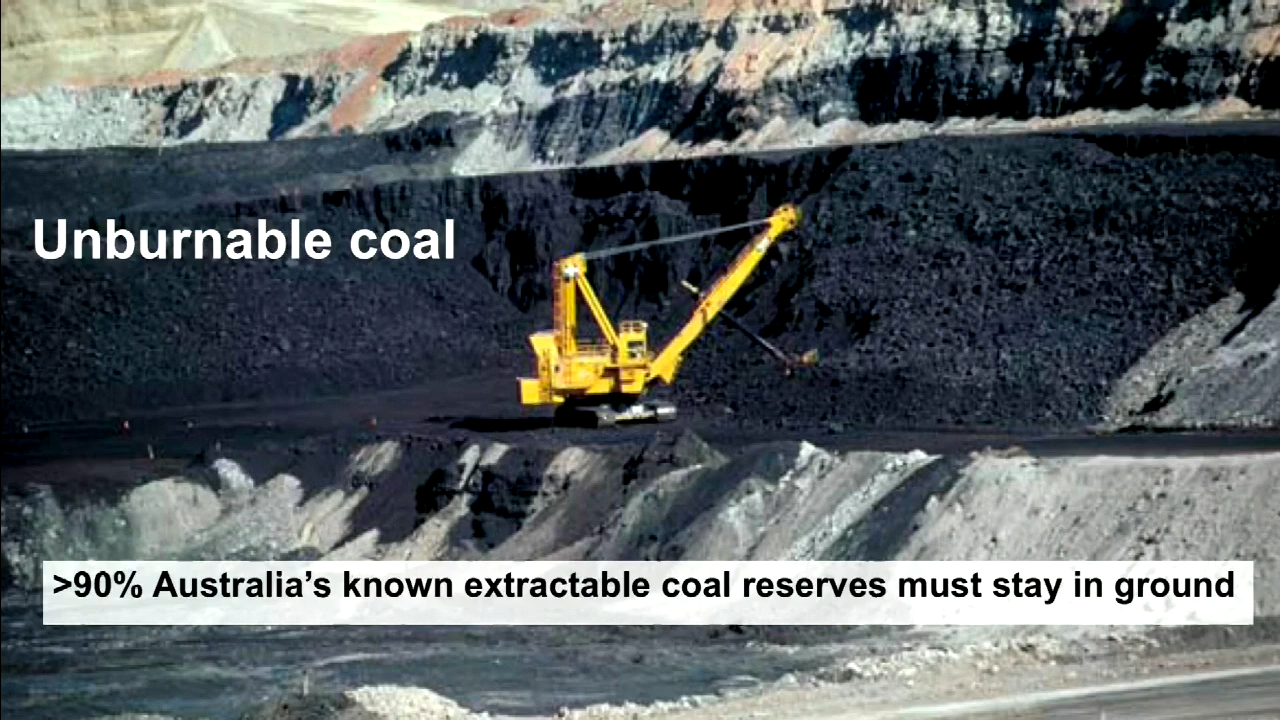 Unburnable coal
>90% Australia’s known extractable coal reserves must stay in ground